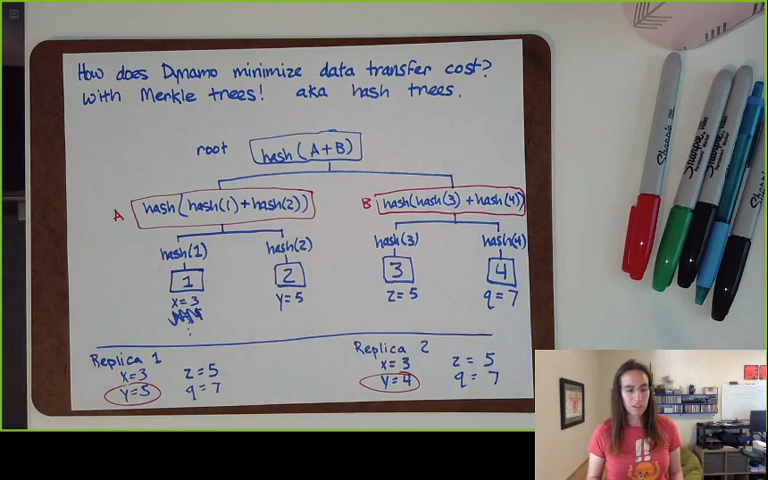 How does Dynamo minimize data transfer cost?
with Merkle trees! aka hash trees.
root hash(A+B)
A hash(hash(1)+hash(2)) B hash(hash(3)+hash(4))
hash(1) hash(2) hash(3) hash(4)
1 2 3 4
x=3 y=5 z=5 q=7
Replica 1
x=3 z=5
y=5 q=7
Replica 2
x=3 z=5
y=4 q=7
Sharpie
Sharpie
Sharpie